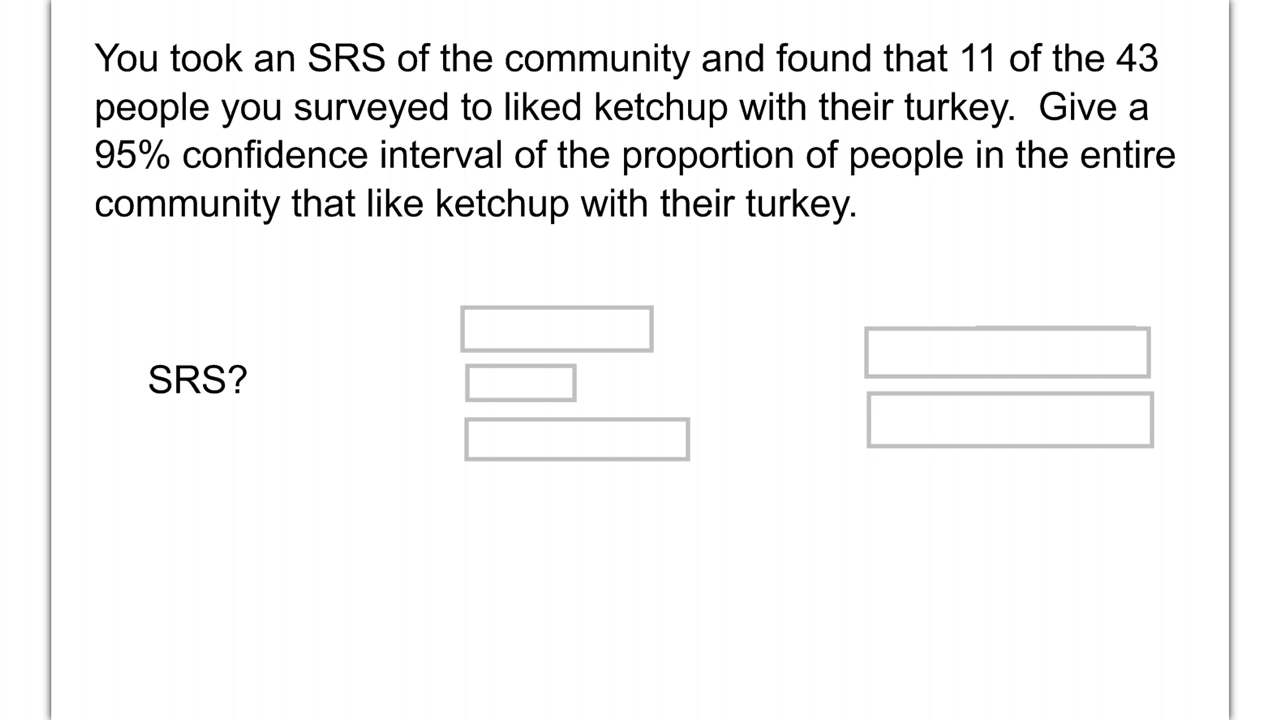 You took an SRS of the community and found that 11 of the 43
people you surveyed to liked ketchup with their turkey.  Give a
95% confidence interval of the proportion of people in the entire
community that like ketchup with their turkey.
SRS?